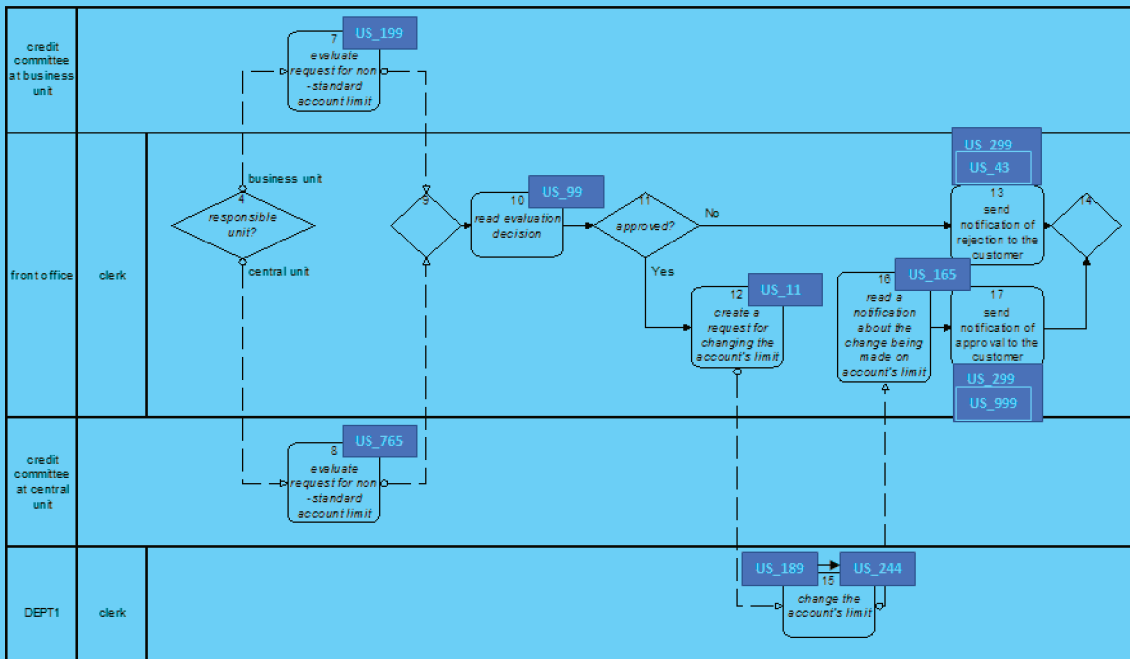 credit
committee
at business
unit
7
US_199
evaluate
request for non
-standard
account limit
front office
clerk
business unit
4
responsible
unit?
central unit
9
10
US_99
read evaluation
decision
11
approved?
No
Yes
US_299
US_43
13
send
notification of
rejection to the
customer
14
12
US_11
create a
request for
changing the
account's limit
16
US_165
read a
notification
about the
change being
made on
account's limit
17
send
notification of
approval to the
customer
US_299
US_999
credit
committee
at central
unit
8
US_765
evaluate
request for non
-standard
account limit
DEPT1
clerk
US_189
US_244
15
change the
account's limit